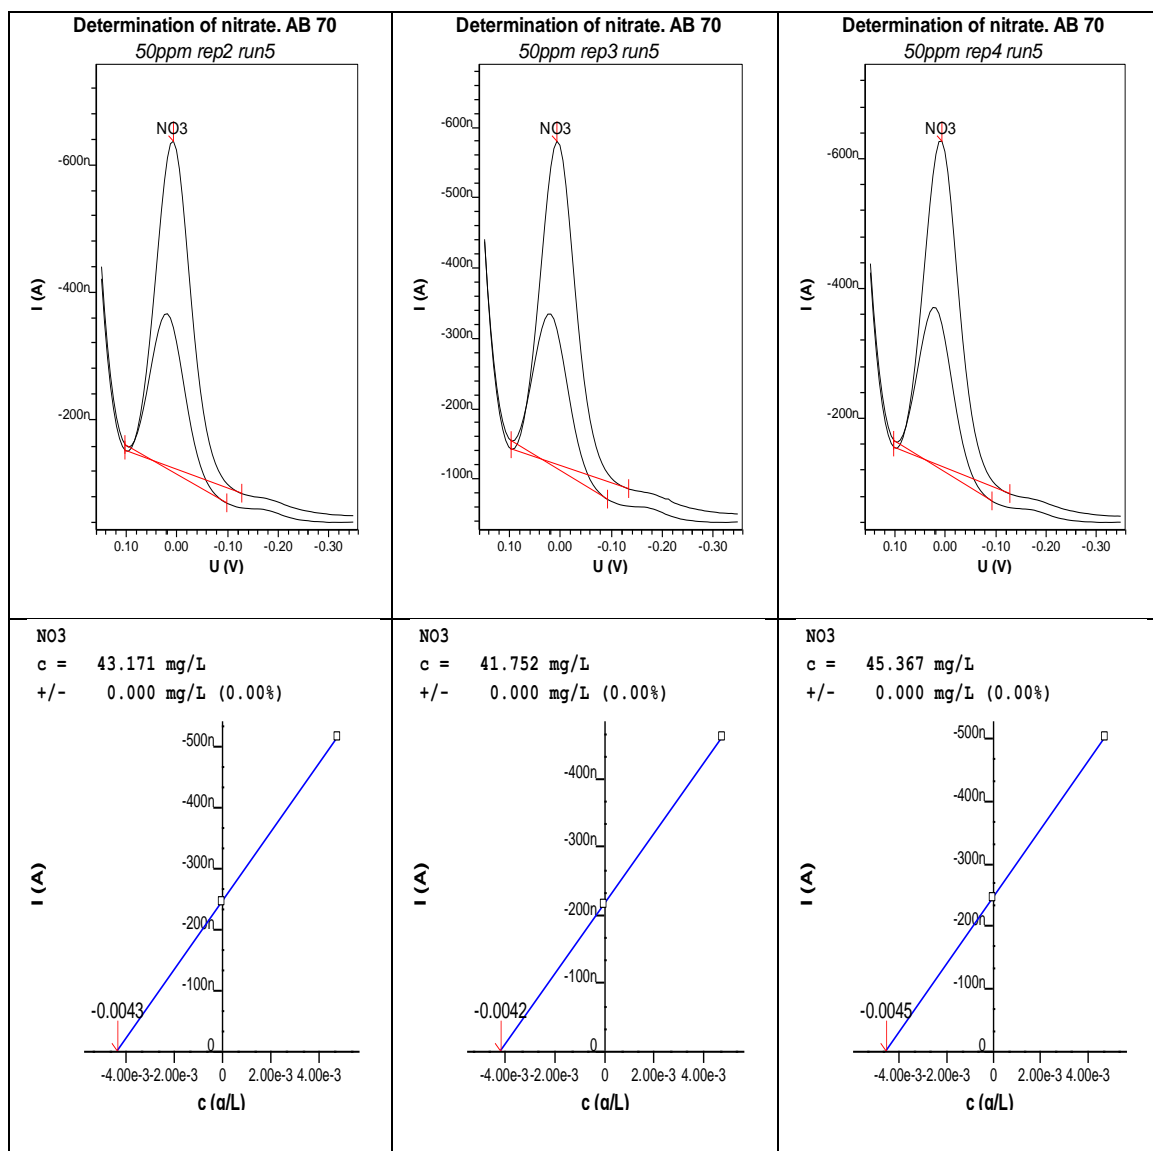 Determination of nitrate. AB 70
50ppm rep2 run5
NO3
-600n
-400n
-200n
I (A)
0.10 0.00 -0.10 -0.20 -0.30
U (V)
Determination of nitrate. AB 70
50ppm rep3 run5
NO3
-600n
-500n
-400n
-300n
-200n
-100n
I (A)
0.10 0.00 -0.10 -0.20 -0.30
U (V)
Determination of nitrate. AB 70
50ppm rep4 run5
NO3
-600n
-400n
-200n
I (A)
0.10 0.00 -0.10 -0.20 -0.30
U (V)
NO3
c = 43.171 mg/L
+/- 0.000 mg/L (0.00%)
-500n
-400n
-300n
-200n
-100n
0
I (A)
-0.0043
-4.00e-3 -2.00e-3 0 2.00e-3 4.00e-3
c (g/L)
NO3
c = 41.752 mg/L
+/- 0.000 mg/L (0.00%)
-400n
-300n
-200n
-100n
0
I (A)
-0.0042
-4.00e-3 -2.00e-3 0 2.00e-3 4.00e-3
c (g/L)
NO3
c = 45.367 mg/L
+/- 0.000 mg/L (0.00%)
-500n
-400n
-300n
-200n
-100n
0
I (A)
-0.0045
-4.00e-3 -2.00e-3 0 2.00e-3 4.00e-3
c (g/L)